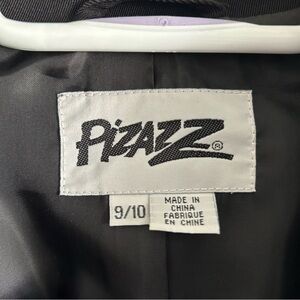 PIZAZZ®
9/10
MADE IN
CHINA
FABRIQUE
EN CHINE